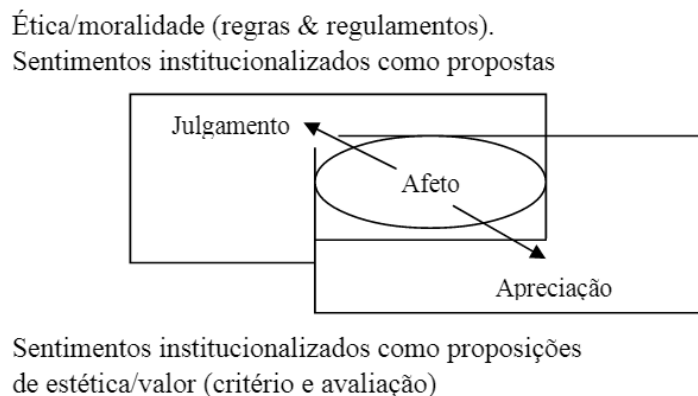 Ética/moralidade (regras & regulamentos).
Sentimentos institucionalizados como propostas
Julgamento
Afeto
Apreciação
Sentimentos institucionalizados como proposições
de estética/valor (critério e avaliação)